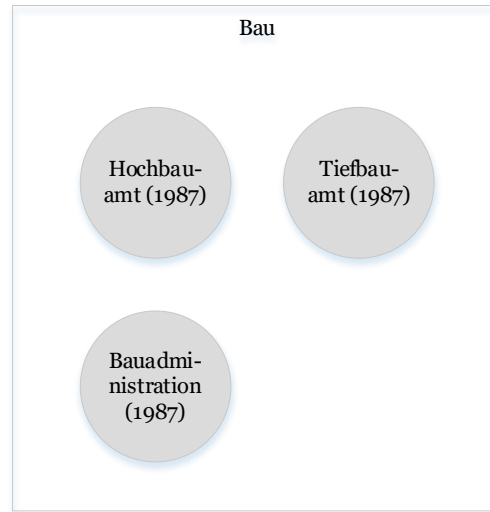 Bau
Hochbau-
amt (1987)
Tiefbau-
amt (1987)
Bauadmi-
nistration
(1987)